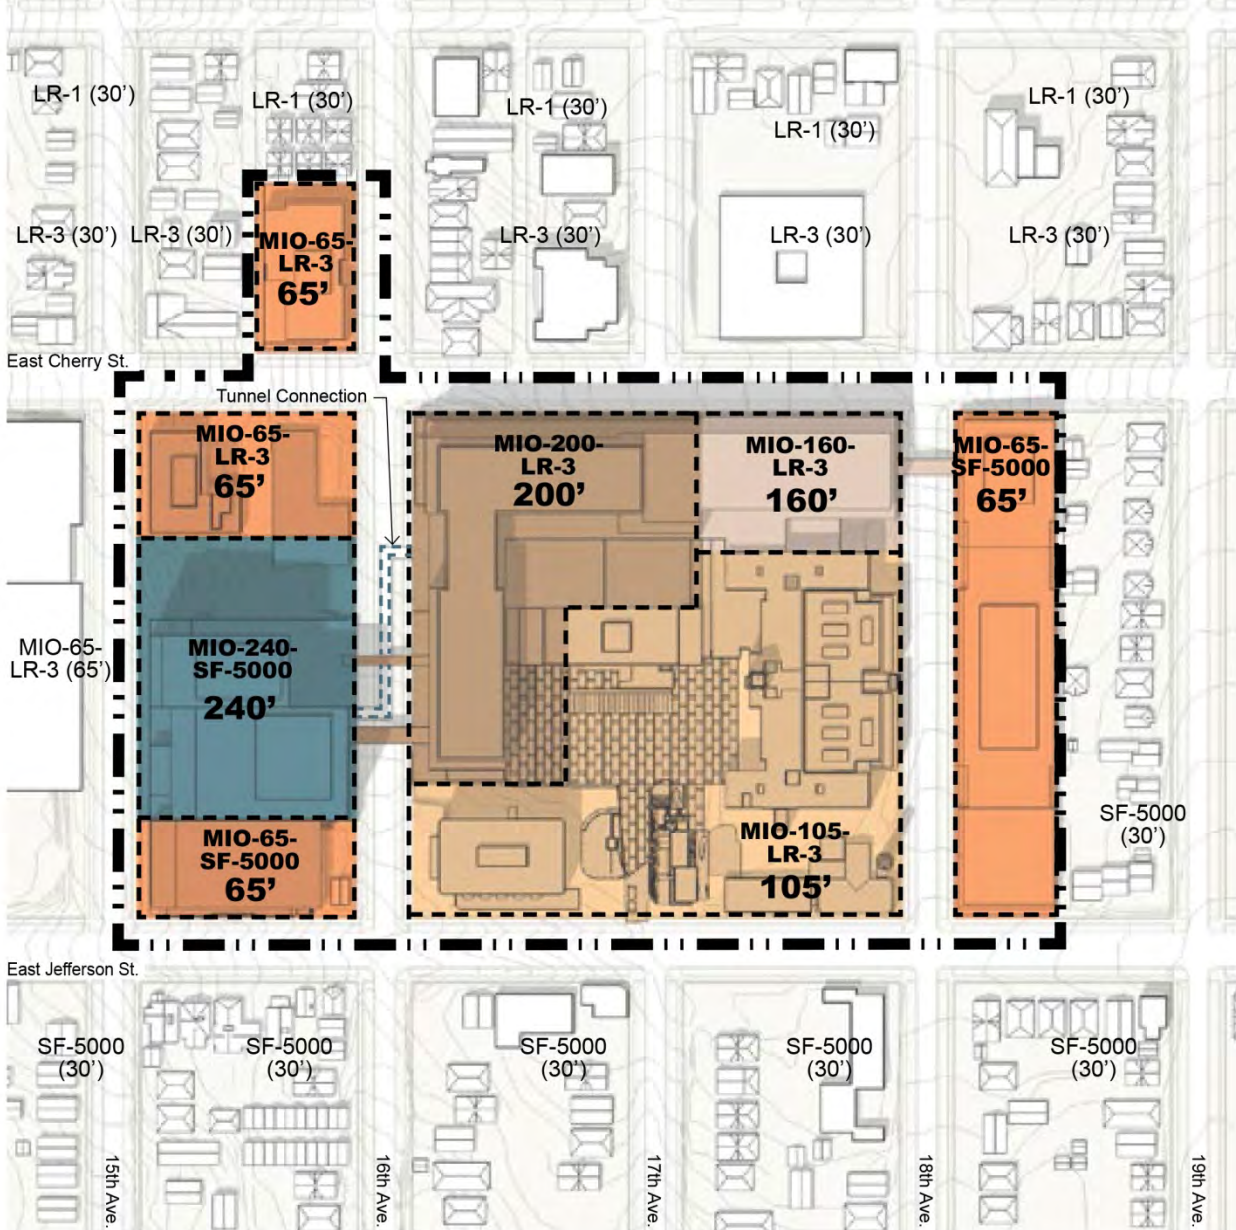 LR-1 (30')
LR-1 (30')
LR-1 (30')
LR-1 (30')
LR-1 (30')
LR-3 (30')
LR-3 (30')
MIO-65-
LR-3
65'
LR-3 (30')
LR-3 (30')
LR-3 (30')
East Cherry St.
Tunnel Connection
MIO-65-
LR-3
65'
MIO-200-
LR-3
200'
MIO-160-
LR-3
160'
MIO-65-
SF-5000
65'
MIO-65-
LR-3 (65')
MIO-240-
SF-5000
240'
MIO-65-
SF-5000
65'
MIO-105-
LR-3
105'
SF-5000
(30')
East Jefferson St.
SF-5000
(30')
SF-5000
(30')
SF-5000
(30')
SF-5000
(30')
SF-5000
(30')
15th Ave.
16th Ave.
17th Ave.
18th Ave.
19th Ave.